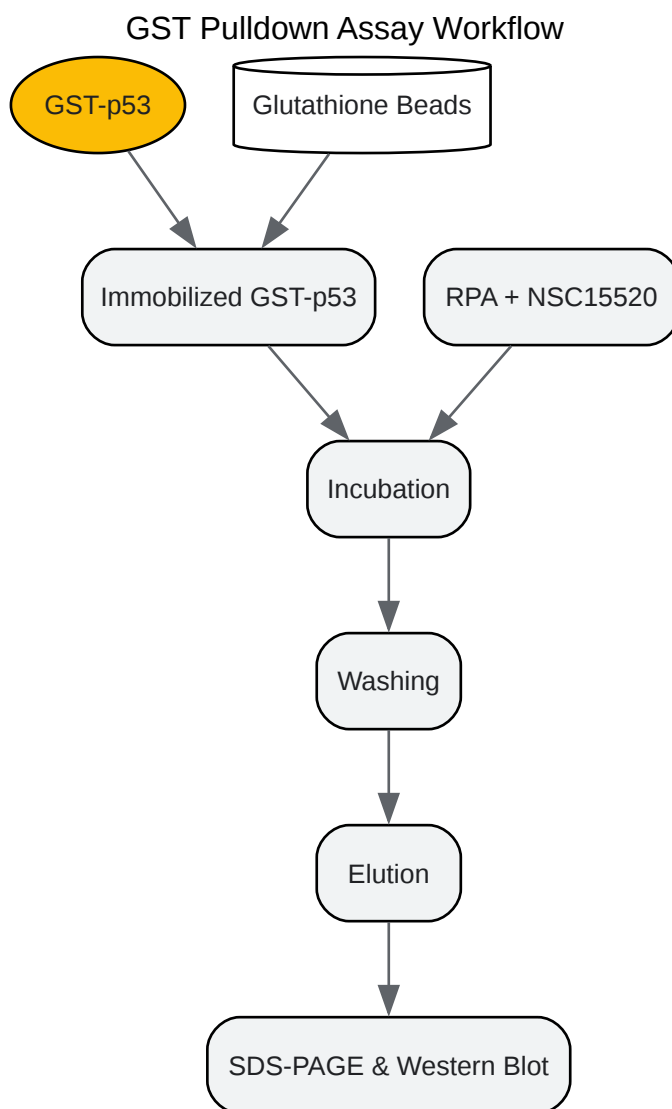 GST Pulldown Assay Workflow
GST-p53
Glutathione Beads
Immobilized GST-p53
RPA + NSC15520
Incubation
Washing
Elution
SDS-PAGE & Western Blot